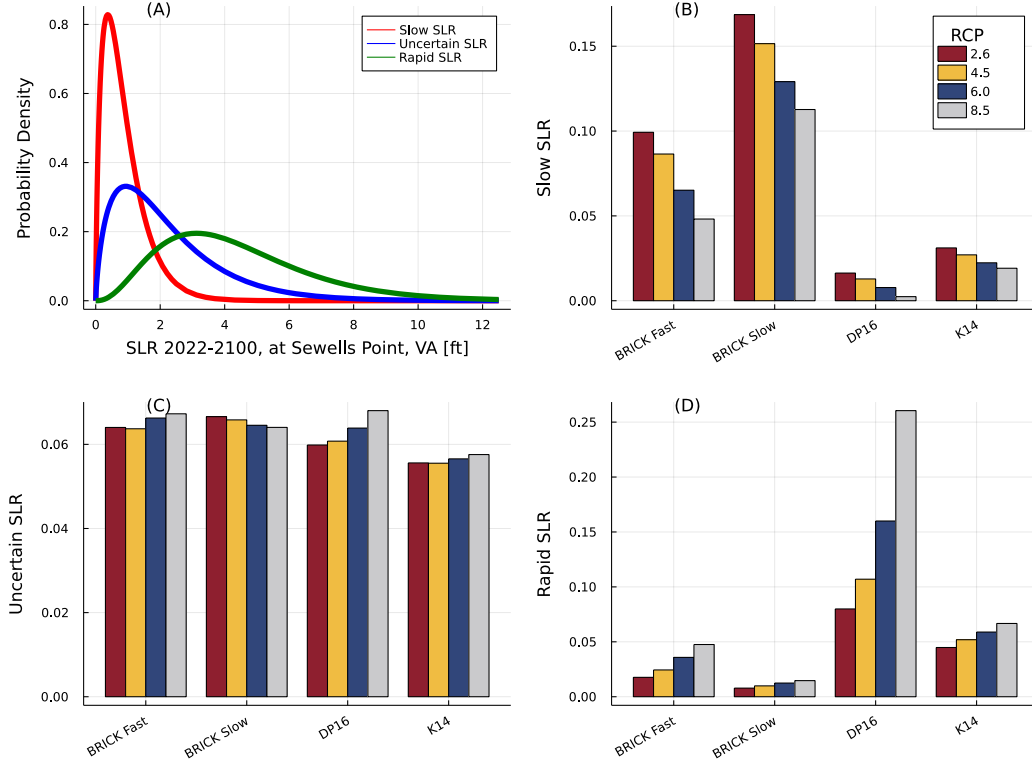 (A)
Probability Density
0.8
0.6
0.4
0.2
0.0
0
2
4
6
8
10
12
SLR 2022-2100, at Sewells Point, VA [ft]
Slow SLR
Uncertain SLR
Rapid SLR
(B)
Slow SLR
0.15
0.10
0.05
0.00
BRICK Fast
BRICK Slow
DP16
K14
RCP
2.6
4.5
6.0
8.5
(C)
Uncertain SLR
0.06
0.04
0.02
0.00
BRICK Fast
BRICK Slow
DP16
K14
(D)
Rapid SLR
0.25
0.20
0.15
0.10
0.05
0.00
BRICK Fast
BRICK Slow
DP16
K14